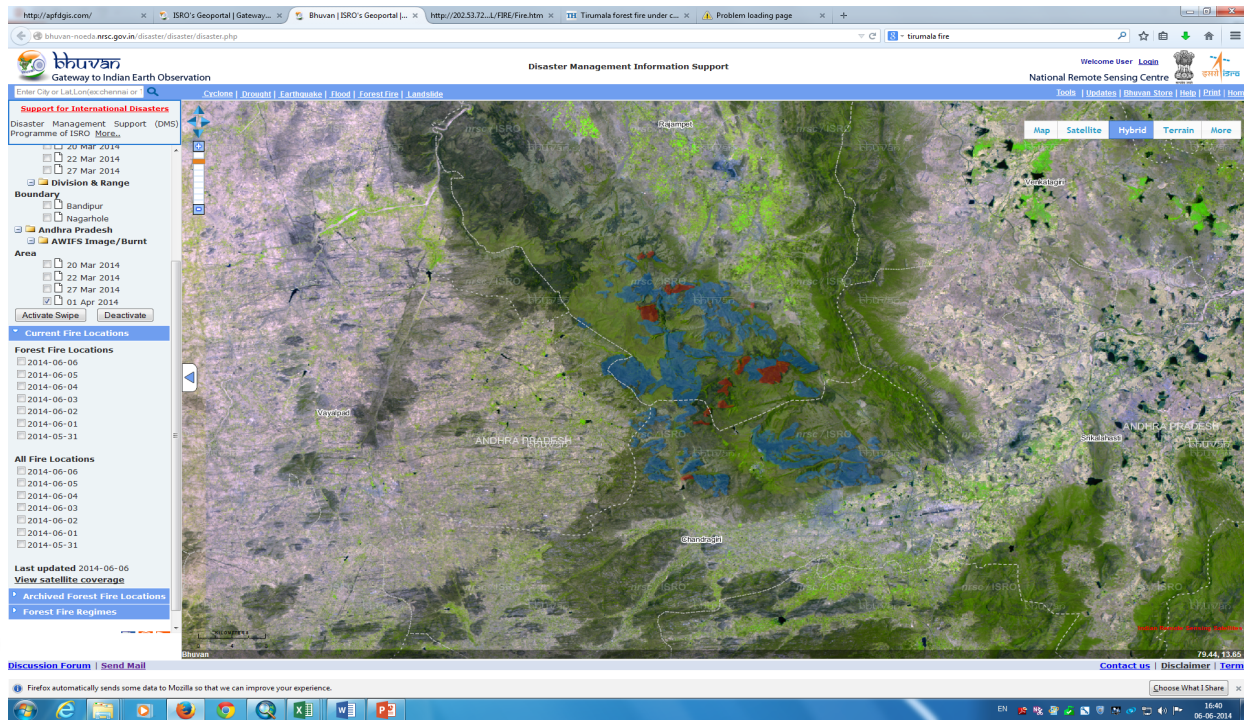 http://apfdgis.com/
ISRO's Geoportal | Gateway...
Bhuvan | ISRO's Geoportal |...
http://202.53.72...L/FIRE/Fire.htm
TH Tirumala forest fire under c...
Problem loading page
bhuvan-noeda.nrsc.gov.in/disaster/disaster/disaster.php
tirumala fire
bhuvan
Gateway to Indian Earth Observation
Disaster Management Information Support
Welcome User Login
National Remote Sensing Centre
इसरो isro
Enter City or Lat,Lon(ex:chennai or
Cyclone | Drought | Earthquake | Flood | Forest Fire | Landslide
Tools | Updates | Bhuvan Store | Help | Print | Hom
Support for International Disasters
Disaster Management Support (DMS)
Programme of ISRO More..
20 Mar 2014
22 Mar 2014
27 Mar 2014
Division & Range
Boundary
Bandipur
Nagarhole
Andhra Pradesh
AWIFS Image/Burnt
Area
20 Mar 2014
22 Mar 2014
27 Mar 2014
01 Apr 2014
Activate Swipe Deactivate
Current Fire Locations
Forest Fire Locations
2014-06-06
2014-06-05
2014-06-04
2014-06-03
2014-06-02
2014-06-01
2014-05-31
All Fire Locations
2014-06-06
2014-06-05
2014-06-04
2014-06-03
2014-06-02
2014-06-01
2014-05-31
Last updated 2014-06-06
View satellite coverage
Archived Forest Fire Locations
Forest Fire Regimes
Map Satellite Hybrid Terrain More
Rajampet
Venkatagiri
Vayalpad
ANDHRA PRADESH
ANDHRA PRADESH
Srikalahasti
Chandragiri
nrsc / ISRO
bhuvan
Bhuvan
79.44, 13.65
Discussion Forum | Send Mail
Contact us | Disclaimer | Term
Firefox automatically sends some data to Mozilla so that we can improve your experience.
Choose What I Share
EN
16:40
06-06-2014